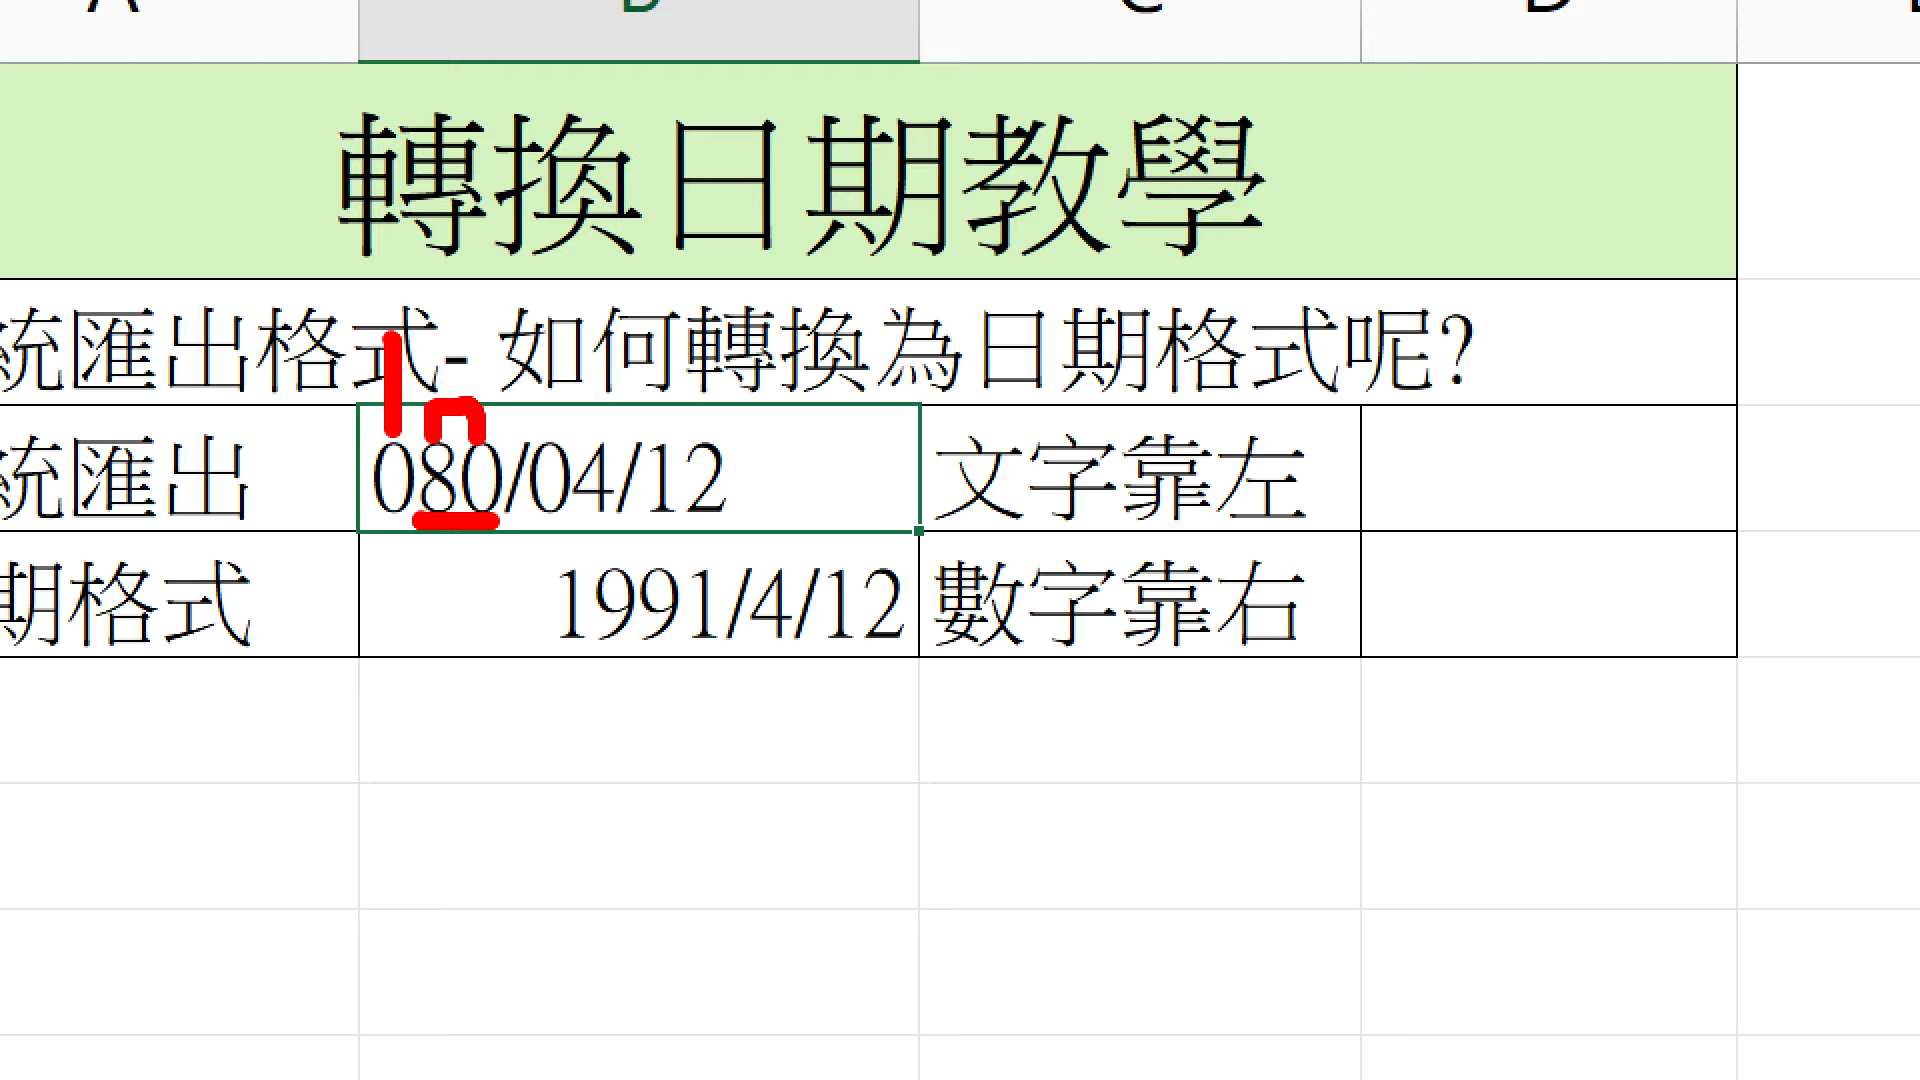 A B C D
轉換日期教學
統匯出格式- 如何轉換為日期格式呢?
統匯出 080/04/12 文字靠左
期格式 1991/4/12 數字靠右